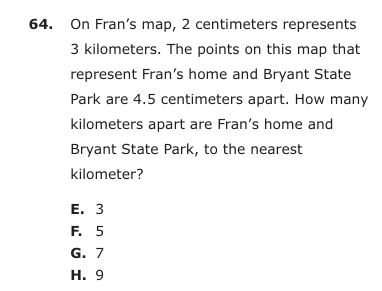 64. On Fran's map, 2 centimeters represents
3 kilometers. The points on this map that
represent Fran's home and Bryant State
Park are 4.5 centimeters apart. How many
kilometers apart are Fran's home and
Bryant State Park, to the nearest
kilometer?
E. 3
F. 5
G. 7
H. 9